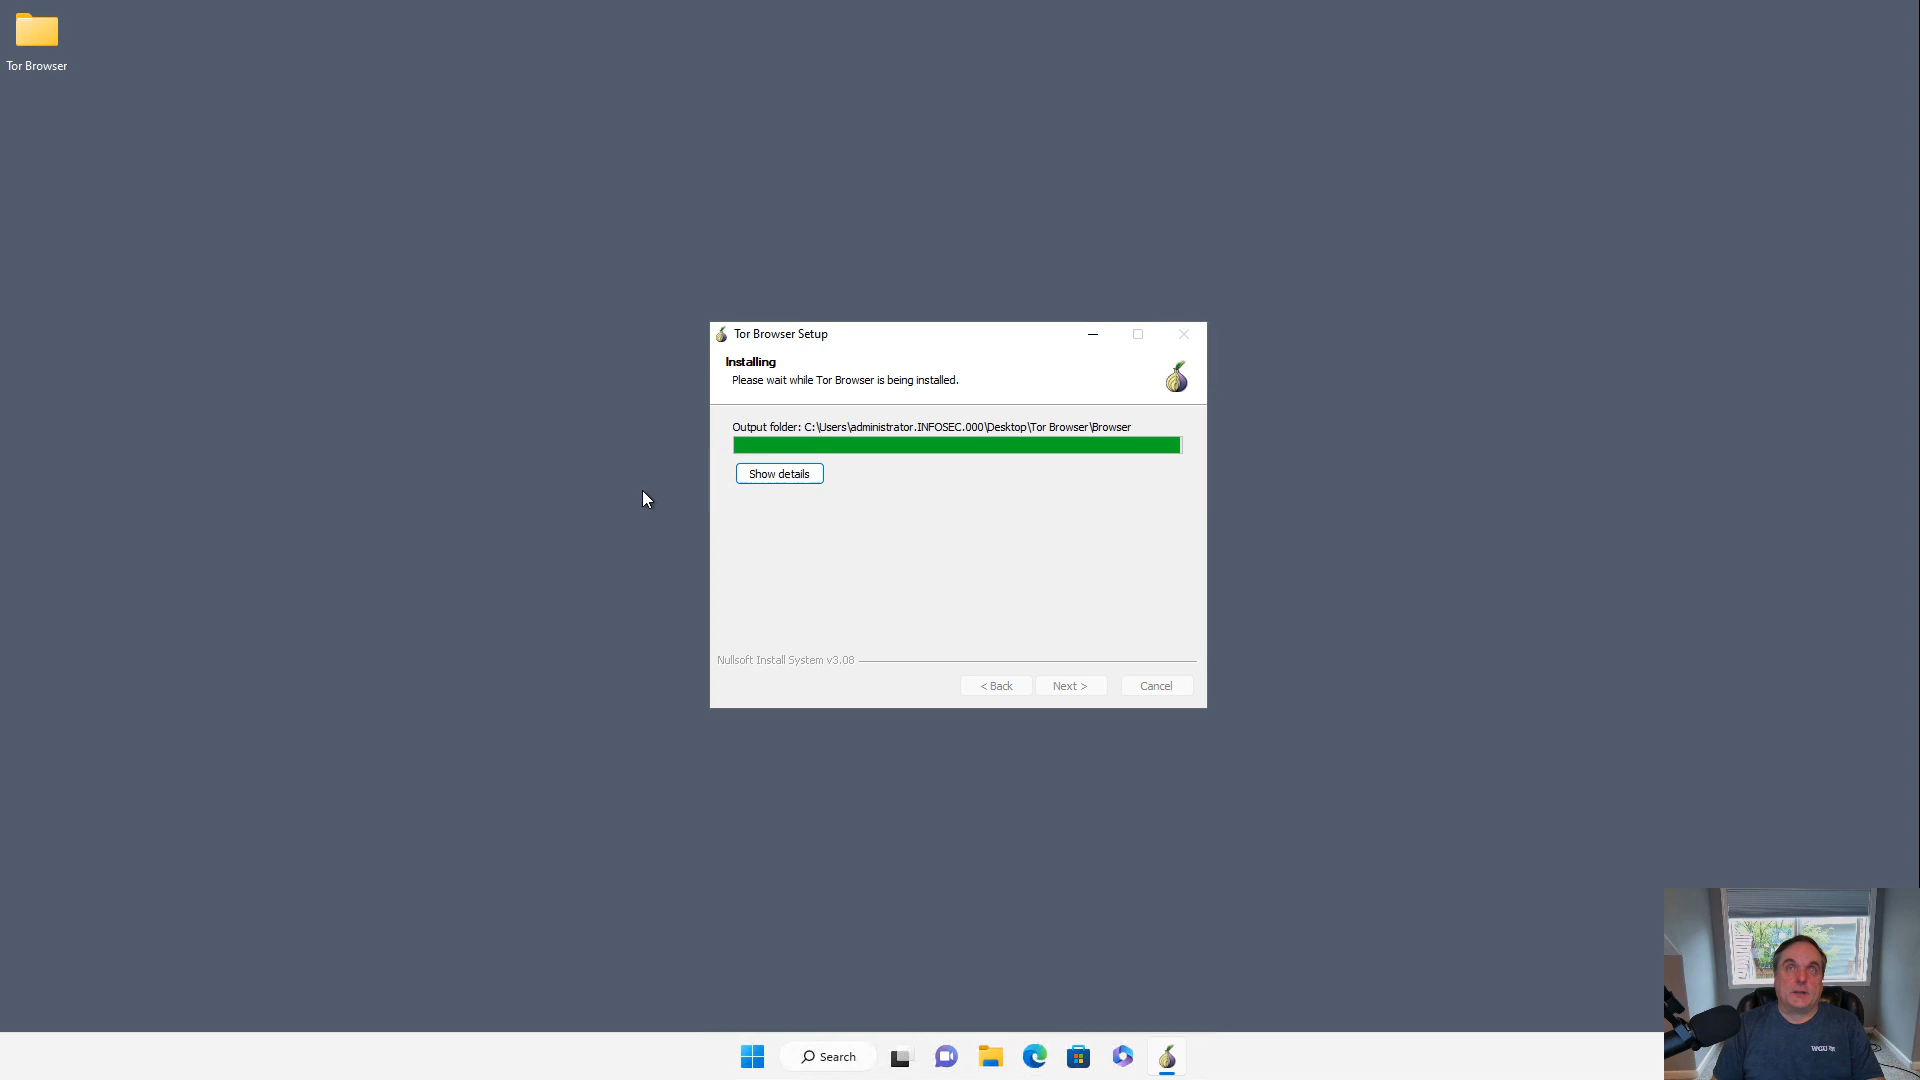 Tor Browser
Tor Browser Setup
Installing
Please wait while Tor Browser is being installed.
Output folder: C:\Users\administrator.INFOSEC.000\Desktop\Tor Browser\Browser
Show details
Nullsoft Install System v3.08
< Back
Next >
Cancel
Search
WGU